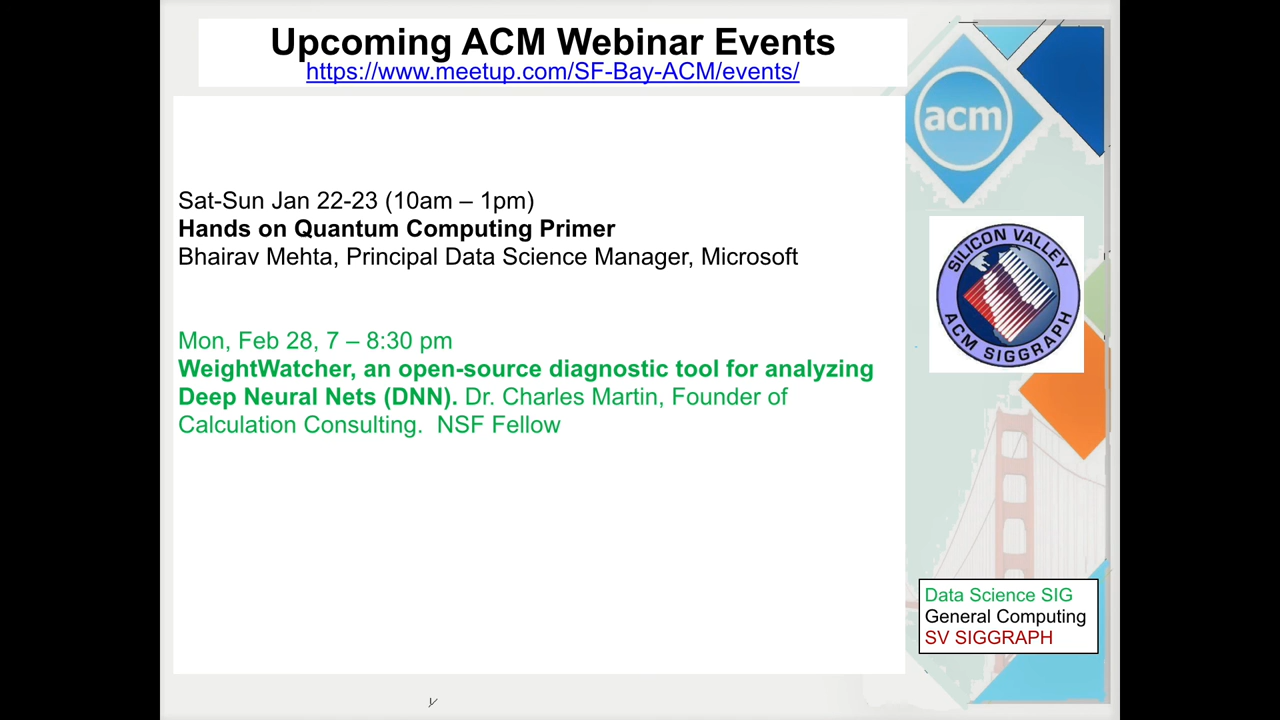 Upcoming ACM Webinar Events
https://www.meetup.com/SF-Bay-ACM/events/
acm
SILICON VALLEY
ACM SIGGRAPH
Sat-Sun Jan 22-23 (10am – 1pm)
Hands on Quantum Computing Primer
Bhairav Mehta, Principal Data Science Manager, Microsoft
Mon, Feb 28, 7 – 8:30 pm
WeightWatcher, an open-source diagnostic tool for analyzing
Deep Neural Nets (DNN). Dr. Charles Martin, Founder of
Calculation Consulting.  NSF Fellow
Data Science SIG
General Computing
SV SIGGRAPH